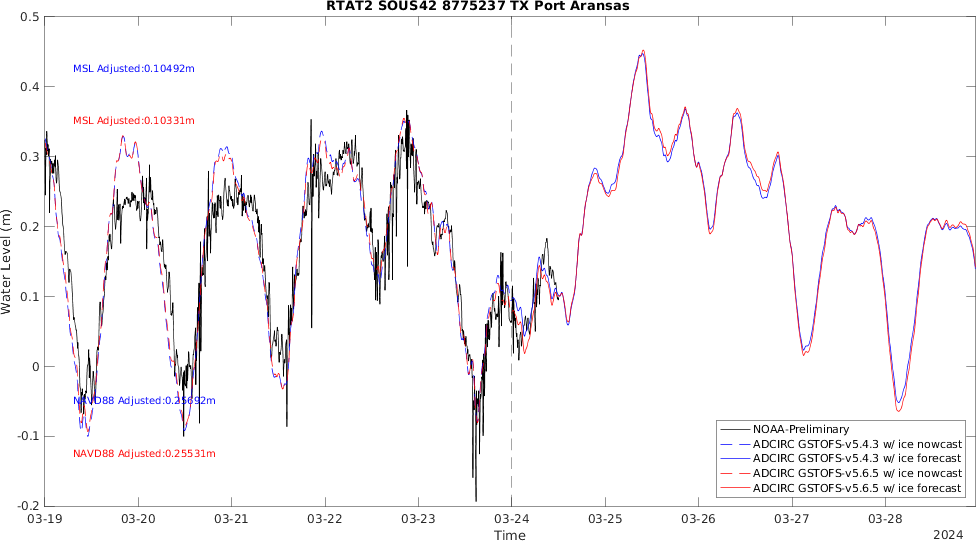 RTAT2 SOUS42 8775237 TX Port Aransas
0.5
0.4
0.3
0.2
0.1
0
-0.1
-0.2
Water Level (m)
MSL Adjusted:0.10492m
MSL Adjusted:0.10331m
NAVD88 Adjusted:0.25692m
NAVD88 Adjusted:0.25531m
NOAA-Preliminary
ADCIRC GSTOFS-v5.4.3 w/ ice nowcast
ADCIRC GSTOFS-v5.4.3 w/ ice forecast
ADCIRC GSTOFS-v5.6.5 w/ ice nowcast
ADCIRC GSTOFS-v5.6.5 w/ ice forecast
03-19 03-20 03-21 03-22 03-23 03-24 03-25 03-26 03-27 03-28
Time
2024